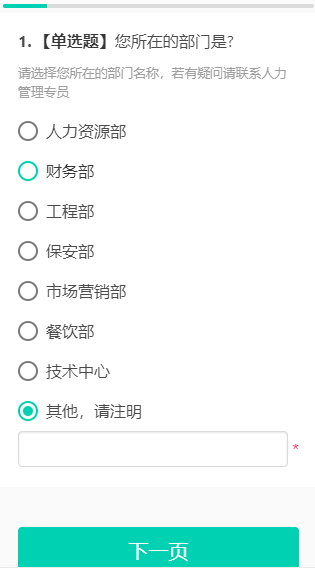 1.【单选题】您所在的部门是?
请选择您所在的部门名称，若有疑问请联系人力
管理专员
人力资源部
财务部
工程部
保安部
市场营销部
餐饮部
技术中心
其他，请注明
*
下一页